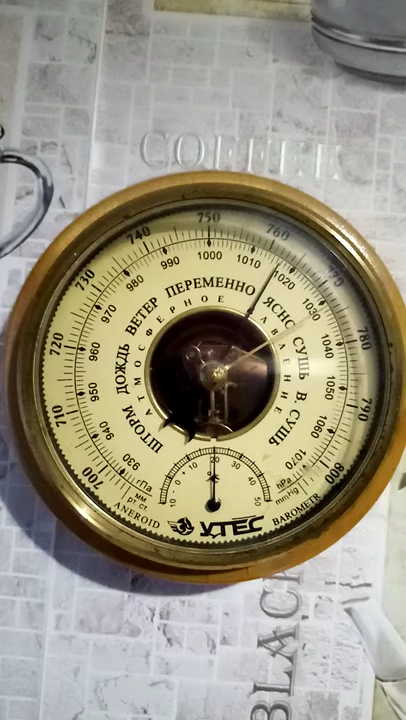 COFFEE
700 710 720 730 740 750 760 770 780 790 800
930 940 950 960 970 980 990 1000 1010 1020 1030 1040 1050 1060 1070
ШТОРМ ДОЖДЬ ВЕТЕР ПЕРЕМЕННО ЯСНО СУШЬ В. СУШЬ
АТМОСФЕРНОЕ ДАВЛЕНИЕ
гПа
мм рт. ст.
hPa
mmHg
10 0 10 20 30 40 50
ANEROID
УТЕС
BAROMETR
BLACK